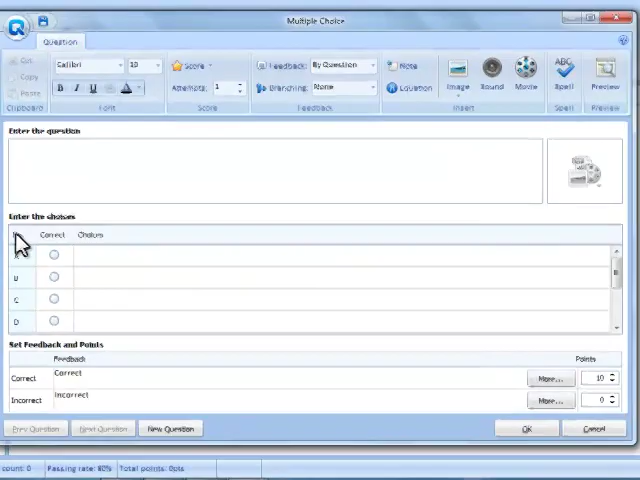 Multiple Choice
Question
Cut
Copy
Paste
Clipboard
Calibri 10
B I U A
Font
Score
Attempts: 1
Score
Feedback: By Question
Branching: None
Feedback
Note
Equation
Image
Sound
Movie
Insert
ABC
Spell
Spell
Preview
Preview
Enter the question
Enter the choices
Correct Choices
A
B
C
D
Set Feedback and Points
Feedback Points
Correct Correct More... 10
Incorrect Incorrect More... 0
Prev Question Next Question New Question OK Cancel
count: 0 Passing rate: 80% Total points: 0pts